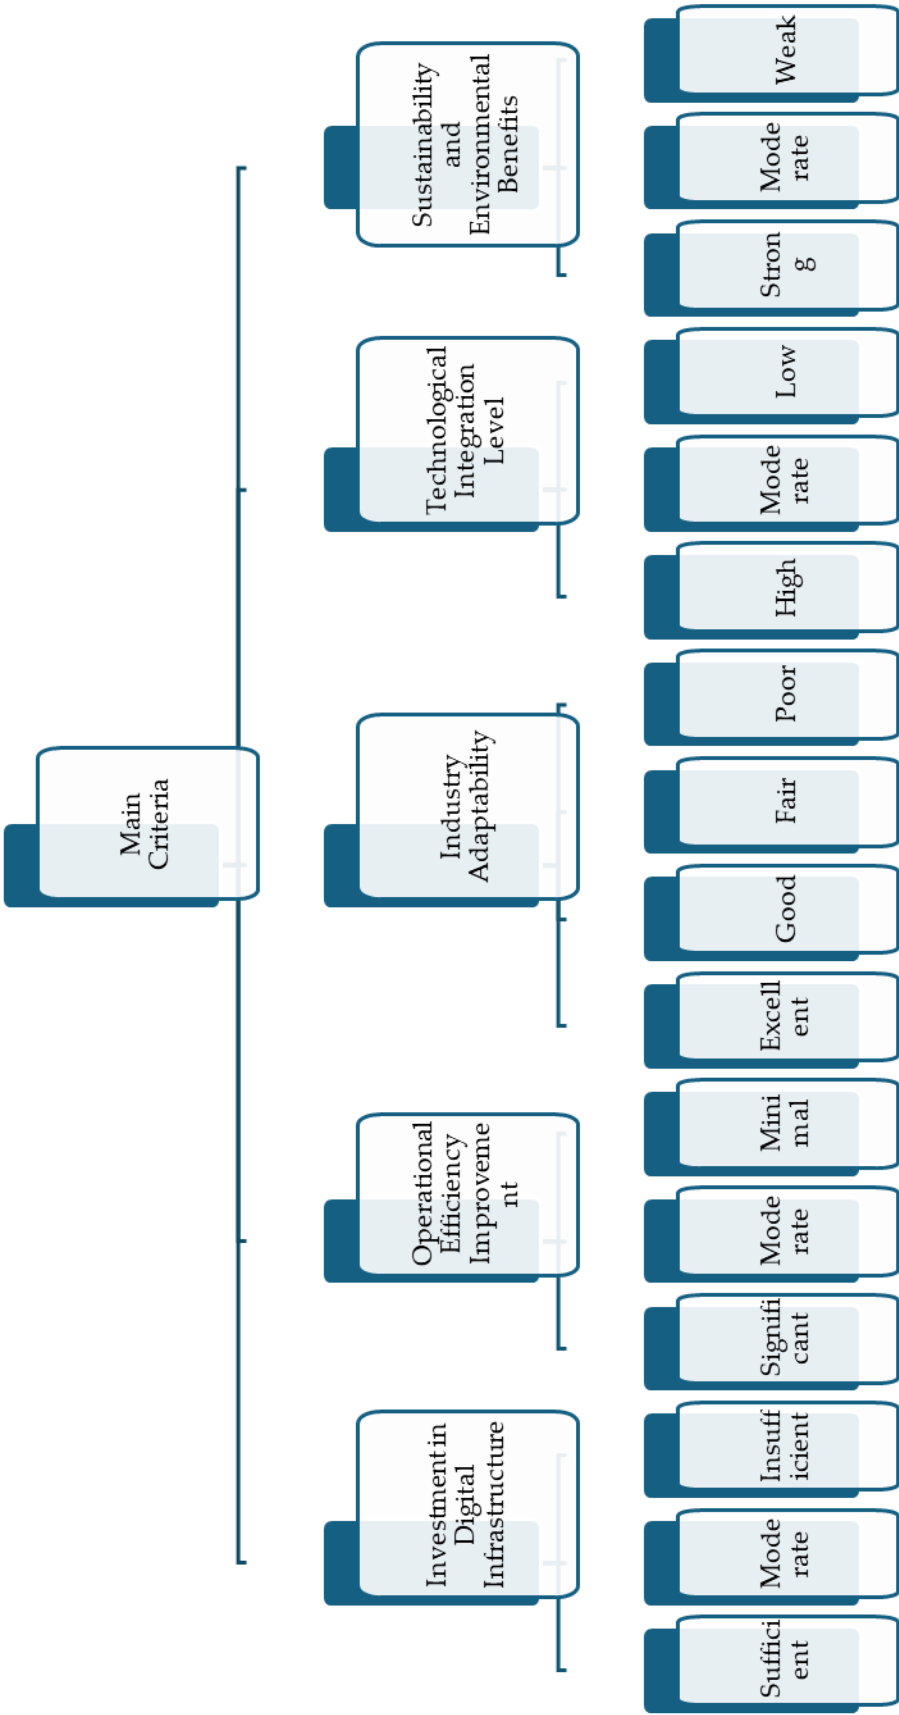 Main
Criteria
Investment in
Digital
Infrastructure
Operational
Efficiency
Improveme
nt
Industry
Adaptability
Technological
Integration
Level
Sustainability
and
Environmental
Benefits
Suffici
ent
Mode
rate
Insuff
icient
Signifi
cant
Mode
rate
Mini
mal
Excell
ent
Good
Fair
Poor
High
Mode
rate
Low
Stron
g
Mode
rate
Weak